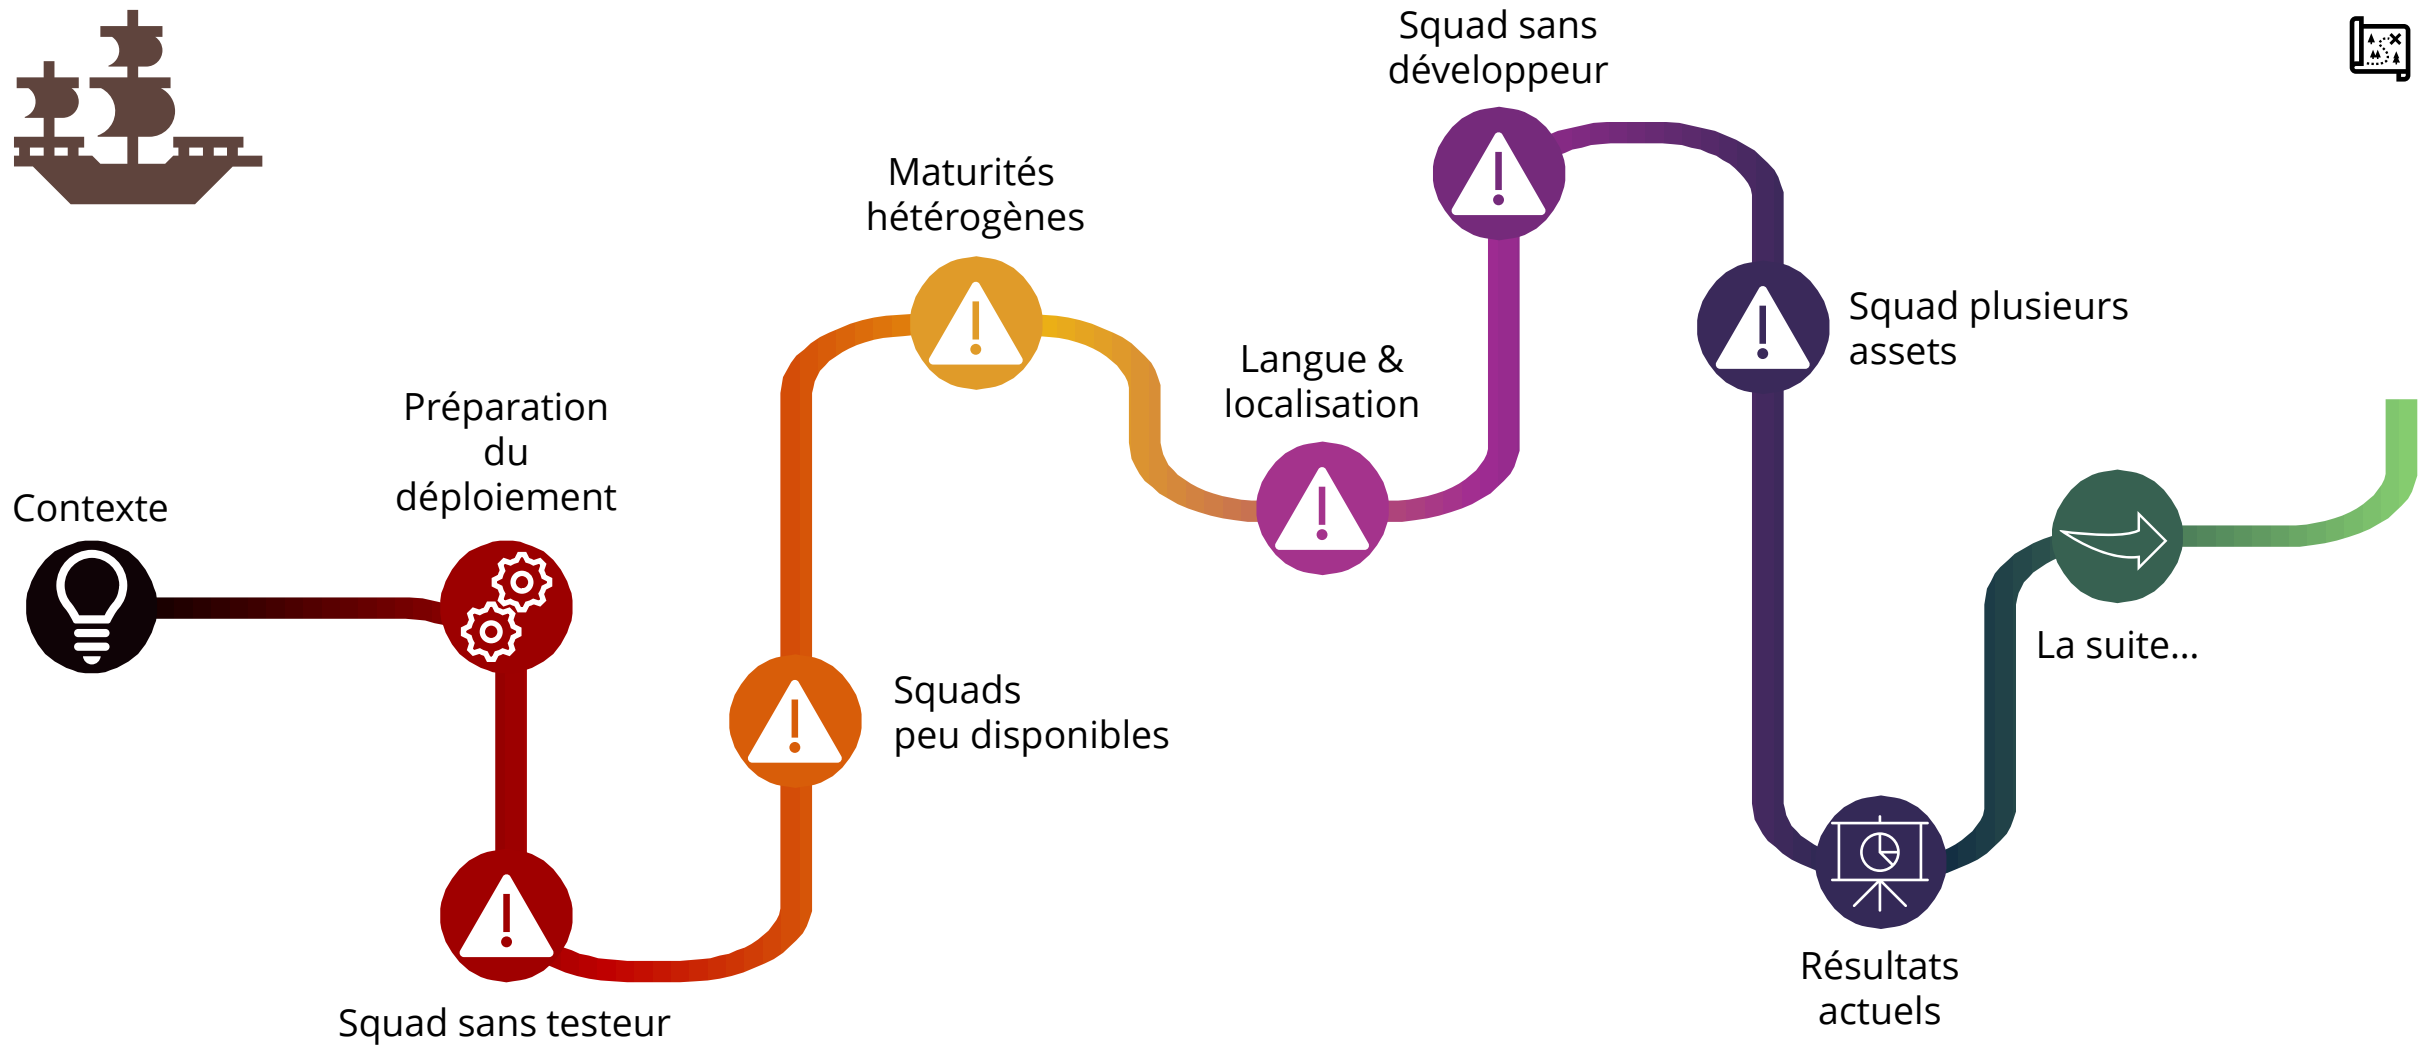 Contexte
Préparation
du
déploiement
Squad sans testeur
Squads
peu disponibles
Maturités
hétérogènes
Langue &
localisation
Squad sans
développeur
Squad plusieurs
assets
Résultats
actuels
La suite...